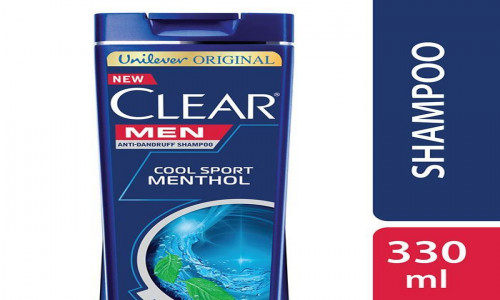 Unilever ORIGINAL
NEW
CLEAR
MEN
ANTI-DANDRUFF SHAMPOO
COOL SPORT
MENTHOL
SHAMPOO
330
ml